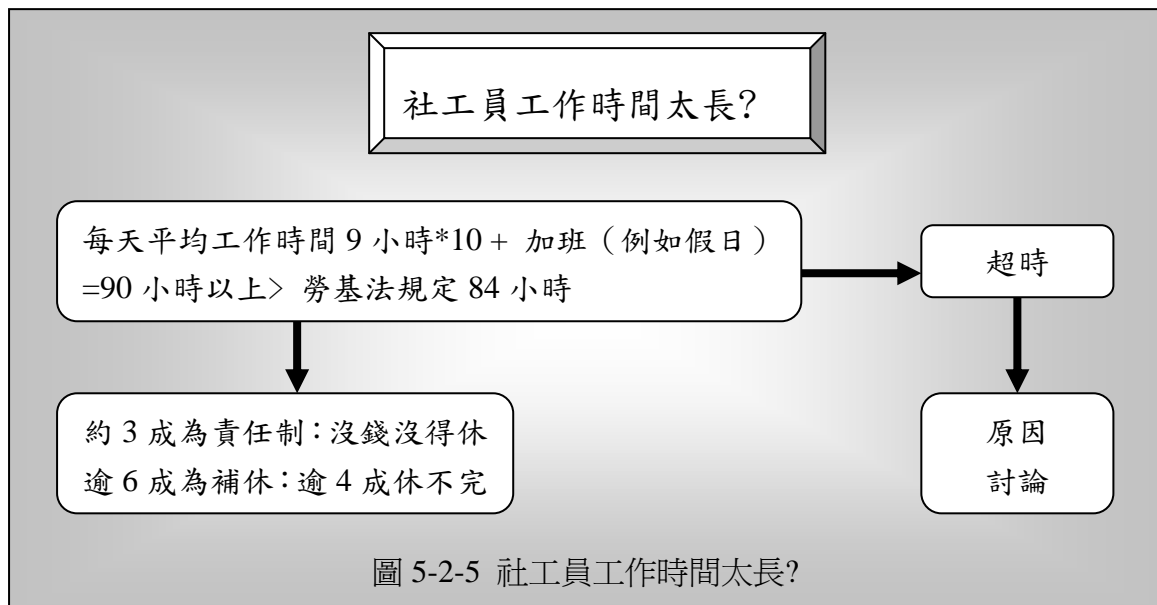 社工員工作時間太長?
每天平均工作時間 9 小時*10 + 加班（例如假日）
=90 小時以上> 勞基法規定 84 小時
超時
約 3 成為責任制：沒錢沒得休
逾 6 成為補休：逾 4 成休不完
原因
討論
圖 5-2-5 社工員工作時間太長?